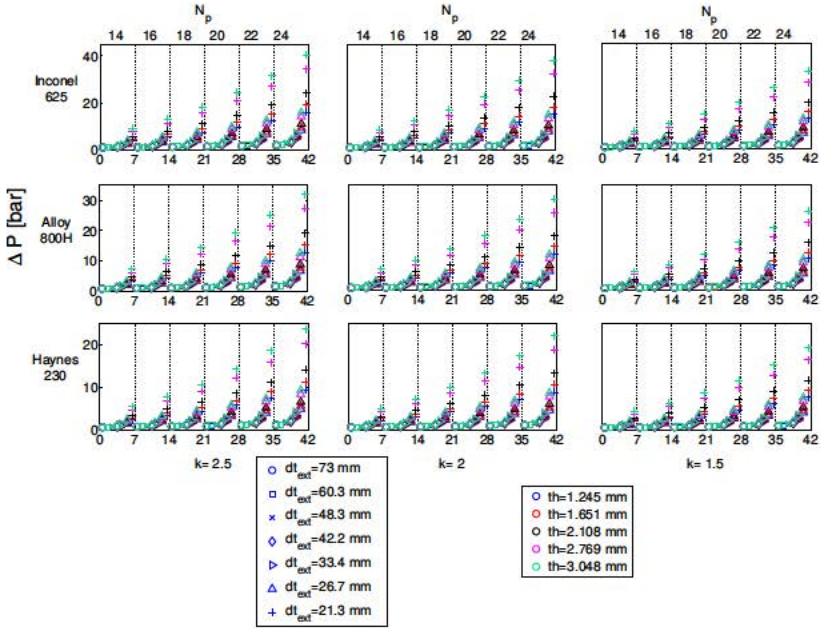 N_p N_p N_p
14 16 18 20 22 24 14 16 18 20 22 24 14 16 18 20 22 24
Inconel
625
40
20
0
0 7 14 21 28 35 42 0 7 14 21 28 35 42 0 7 14 21 28 35 42
Δ P [bar]
Alloy
800H
30
20
10
0
0 7 14 21 28 35 42 0 7 14 21 28 35 42 0 7 14 21 28 35 42
Haynes
230
20
10
0
0 7 14 21 28 35 42 0 7 14 21 28 35 42 0 7 14 21 28 35 42
k= 2.5 k= 2 k= 1.5
dt_ext=73 mm
dt_ext=60.3 mm
dt_ext=48.3 mm
dt_ext=42.2 mm
dt_ext=33.4 mm
dt_ext=26.7 mm
dt_ext=21.3 mm
th=1.245 mm
th=1.651 mm
th=2.108 mm
th=2.769 mm
th=3.048 mm